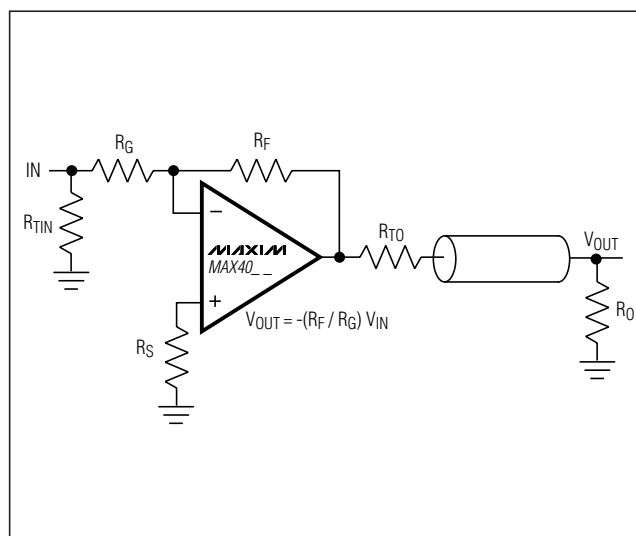 R_G
R_F
IN
R_TIN
−
MAXIM
MAX40_ _
+
R_TO
V_OUT
R_S
V_OUT = -(R_F / R_G) V_IN
R_O